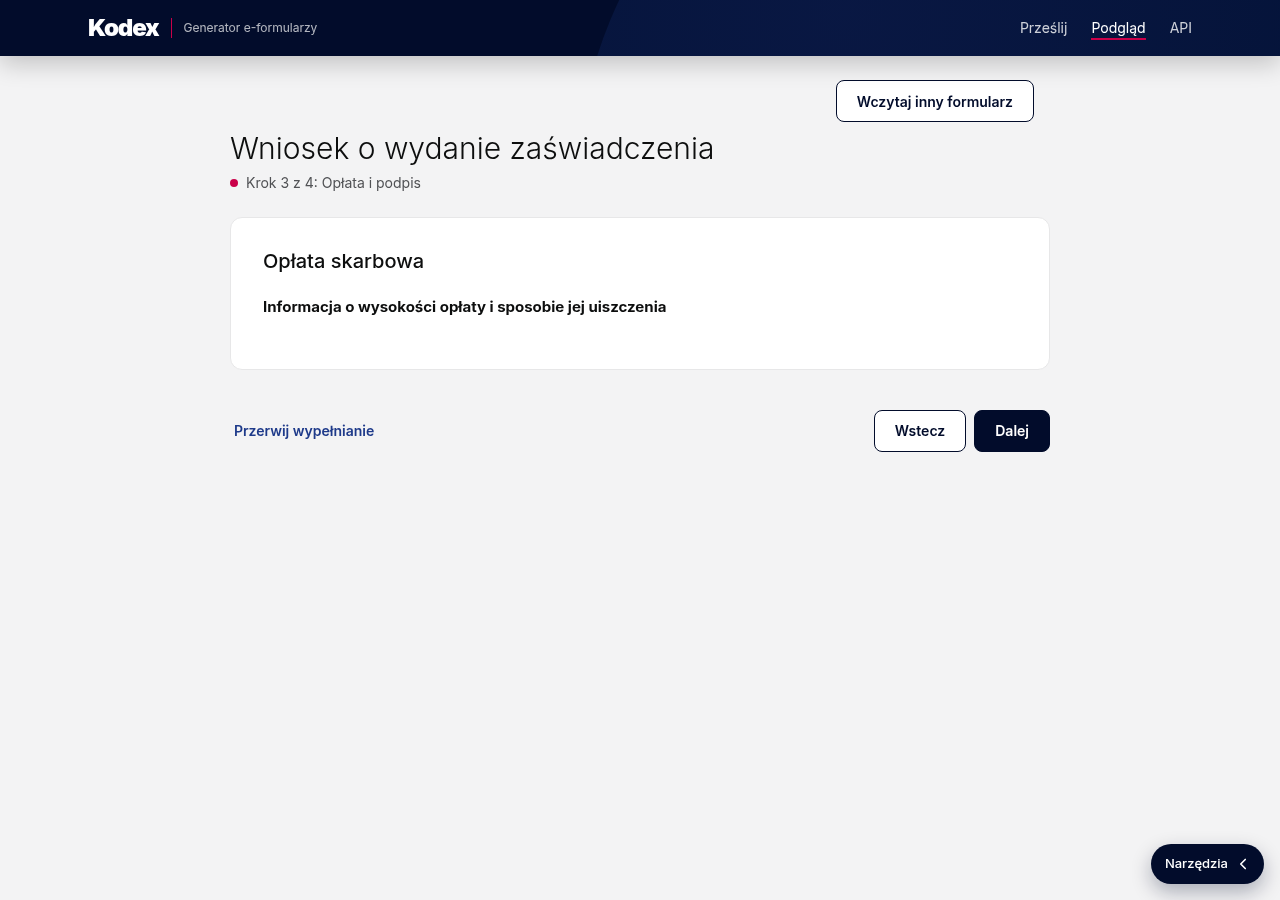 Kodex
Generator e-formularzy
Prześlij
Podgląd
API
Wczytaj inny formularz
Wniosek o wydanie zaświadczenia
Krok 3 z 4: Opłata i podpis
Opłata skarbowa
Informacja o wysokości opłaty i sposobie jej uiszczenia
Przerwij wypełnianie
Wstecz
Dalej
Narzędzia